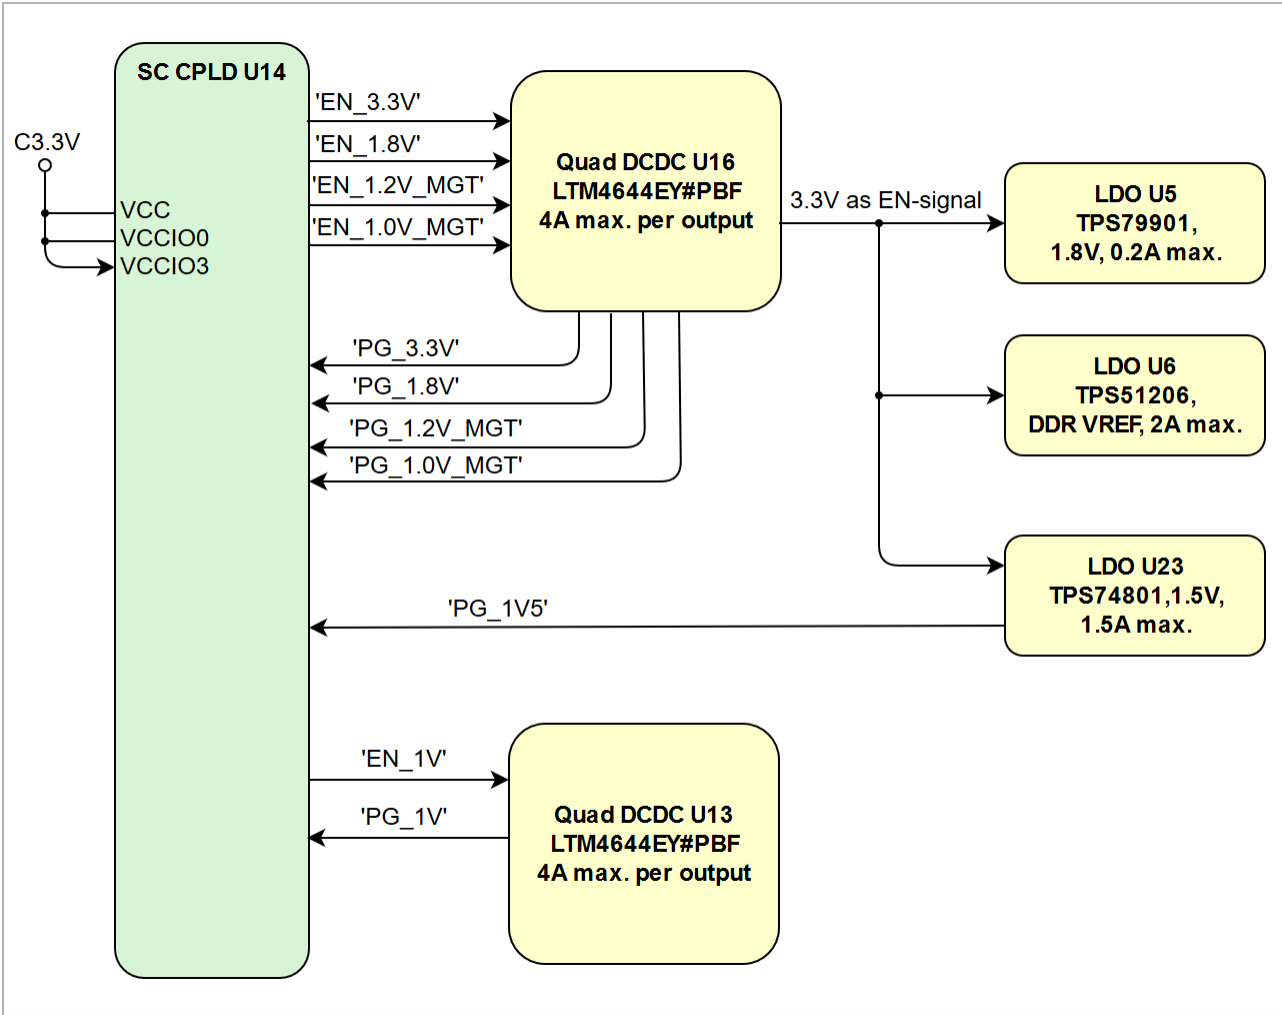 SC CPLD U14
C3.3V
VCC
VCCIO0
VCCIO3
'EN_3.3V'
'EN_1.8V'
'EN_1.2V_MGT'
'EN_1.0V_MGT'
Quad DCDC U16
LTM4644EY#PBF
4A max. per output
3.3V as EN-signal
LDO U5
TPS79901,
1.8V, 0.2A max.
LDO U6
TPS51206,
DDR VREF, 2A max.
LDO U23
TPS74801,1.5V,
1.5A max.
'PG_3.3V'
'PG_1.8V'
'PG_1.2V_MGT'
'PG_1.0V_MGT'
'PG_1V5'
'EN_1V'
'PG_1V'
Quad DCDC U13
LTM4644EY#PBF
4A max. per output